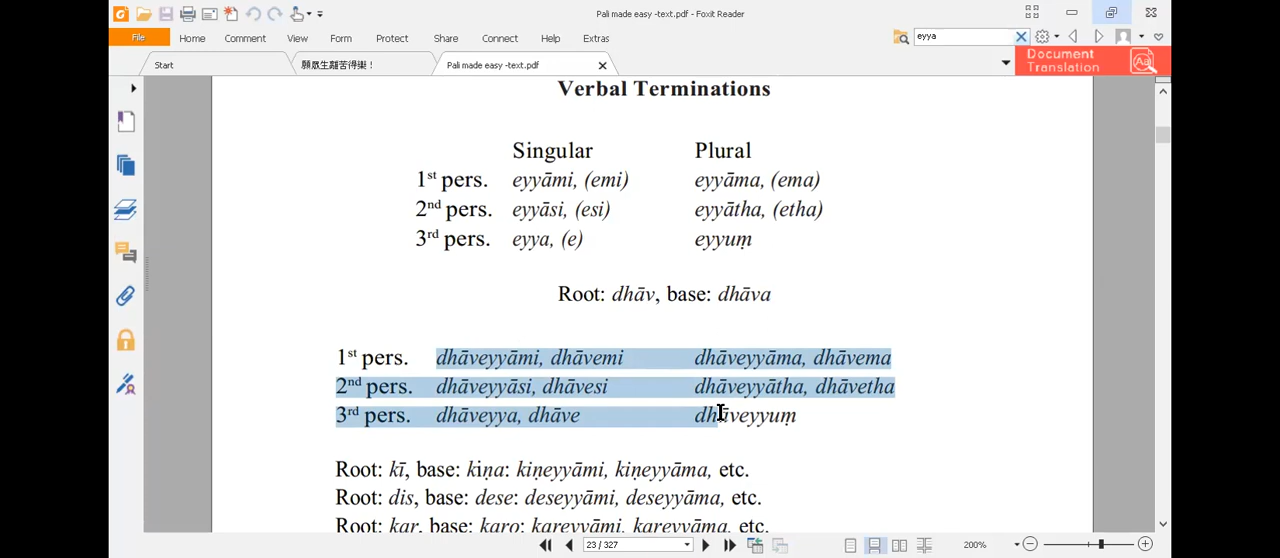 Pali made easy -text.pdf - Foxit Reader
File Home Comment View Form Protect Share Connect Help Extras eyya
Start 願眾生離苦得樂! Pali made easy -text.pdf
Document Translation
Verbal Terminations
Singular Plural
1st pers. eyyāmi, (emi) eyyāma, (ema)
2nd pers. eyyāsi, (esi) eyyātha, (etha)
3rd pers. eyya, (e) eyyuṃ
Root: dhāv, base: dhāva
1st pers. dhāveyyāmi, dhāvemi dhāveyyāma, dhāvema
2nd pers. dhāveyyāsi, dhāvesi dhāveyyātha, dhāvetha
3rd pers. dhāveyya, dhāve dhāveyyuṃ
Root: kī, base: kiṇa: kiṇeyyāmi, kiṇeyyāma, etc.
Root: dis, base: dese: deseyyāmi, deseyyāma, etc.
Root: kar, base: karo: kareyyāmi, kareyyāma, etc.
23 / 327 200%